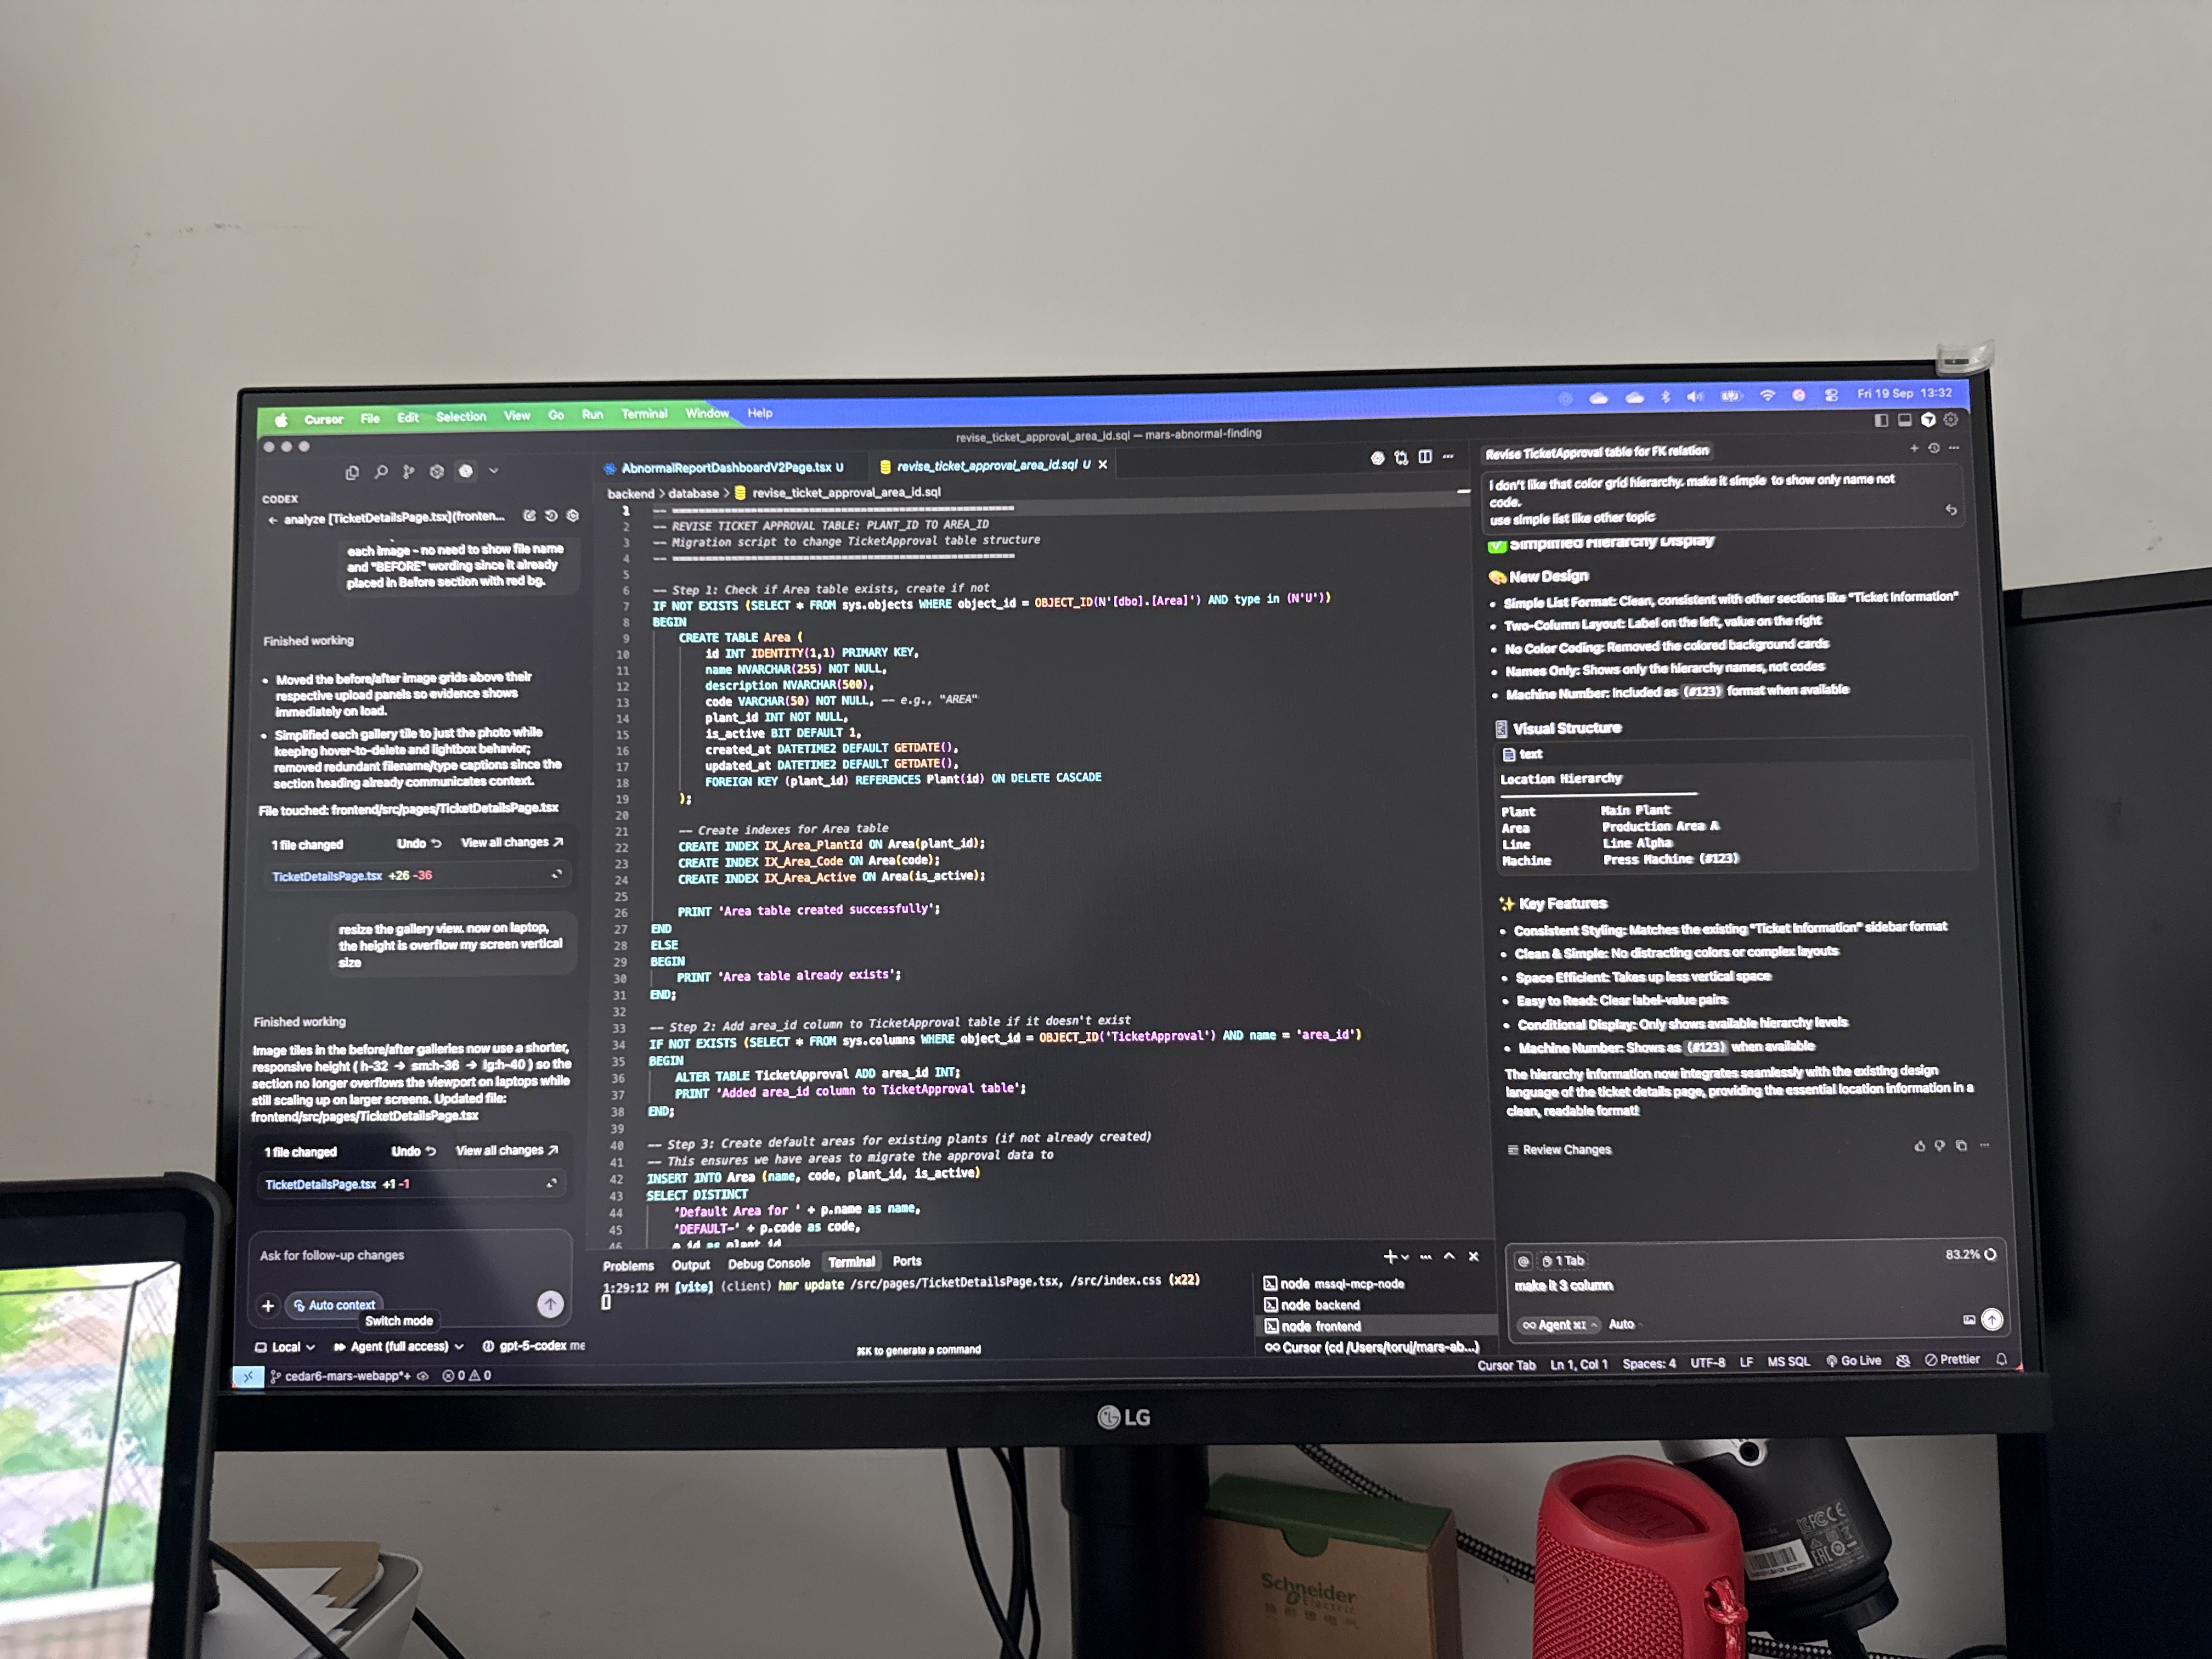 Cursor File Edit Selection View Go Run Terminal Window Help
Fri 19 Sep 13:32
revise_ticket_approval_area_id.sql — mars-abnormal-finding
CODEX
analyze [TicketDetailsPage.tsx](fronten...
each image - no need to show file name
and "BEFORE" wording since it already
placed in Before section with red bg.
Finished working
• Moved the before/after image grids above their
respective upload panels so evidence shows
immediately on load.
• Simplified each gallery tile to just the photo while
keeping hover-to-delete and lightbox behavior;
removed redundant filename/type captions since the
section heading already communicates context.
File touched: frontend/src/pages/TicketDetailsPage.tsx
1 file changed Undo View all changes
TicketDetailsPage.tsx +26 -36
resize the gallery view. now on laptop,
the height is overflow my screen vertical
size
Finished working
Image tiles in the before/after galleries now use a shorter,
responsive height ( h-32 → sm:h-36 → lg:h-40 ) so the
section no longer overflows the viewport on laptops while
still scaling up on larger screens. Updated file:
frontend/src/pages/TicketDetailsPage.tsx
1 file changed Undo View all changes
TicketDetailsPage.tsx +1 -1
Ask for follow-up changes
Auto context
Switch mode
Local Agent (full access) gpt-5-codex me
cedar6-mars-webapp*+ 0 0
AbnormalReportDashboardV2Page.tsx U
revise_ticket_approval_area_id.sql U
backend > database > revise_ticket_approval_area_id.sql
1 -- ========================================
2 -- REVISE TICKET APPROVAL TABLE: PLANT_ID TO AREA_ID
3 -- Migration script to change TicketApproval table structure
4 -- ========================================
5
6 -- Step 1: Check if Area table exists, create if not
7 IF NOT EXISTS (SELECT * FROM sys.objects WHERE object_id = OBJECT_ID(N'[dbo].[Area]') AND type in (N'U'))
8 BEGIN
9 CREATE TABLE Area (
10 id INT IDENTITY(1,1) PRIMARY KEY,
11 name NVARCHAR(255) NOT NULL,
12 description NVARCHAR(500),
13 code VARCHAR(50) NOT NULL, -- e.g., "AREA"
14 plant_id INT NOT NULL,
15 is_active BIT DEFAULT 1,
16 created_at DATETIME2 DEFAULT GETDATE(),
17 updated_at DATETIME2 DEFAULT GETDATE(),
18 FOREIGN KEY (plant_id) REFERENCES Plant(id) ON DELETE CASCADE
19 );
20
21 -- Create indexes for Area table
22 CREATE INDEX IX_Area_PlantId ON Area(plant_id);
23 CREATE INDEX IX_Area_Code ON Area(code);
24 CREATE INDEX IX_Area_Active ON Area(is_active);
25
26 PRINT 'Area table created successfully';
27 END
28 ELSE
29 BEGIN
30 PRINT 'Area table already exists';
31 END;
32
33 -- Step 2: Add area_id column to TicketApproval table if it doesn't exist
34 IF NOT EXISTS (SELECT * FROM sys.columns WHERE object_id = OBJECT_ID('TicketApproval') AND name = 'area_id')
35 BEGIN
36 ALTER TABLE TicketApproval ADD area_id INT;
37 PRINT 'Added area_id column to TicketApproval table';
38 END;
39
40 -- Step 3: Create default areas for existing plants (if not already created)
41 -- This ensures we have areas to migrate the approval data to
42 INSERT INTO Area (name, code, plant_id, is_active)
43 SELECT DISTINCT
44 'Default Area for ' + p.name as name,
45 'DEFAULT-' + p.code as code,
46 p.id as plant_id
Problems Output Debug Console Terminal Ports
1:29:12 PM [vite] (client) hmr update /src/pages/TicketDetailsPage.tsx, /src/index.css (x22)
⌘K to generate a command
node mssql-mcp-node
node backend
node frontend
Cursor (cd /Users/toruj/mars-ab...)
Revise TicketApproval table for FK relation
i don't like that color grid hierarchy. make it simple to show only name not
code.
use simple list like other topic
✅ Simplified Hierarchy Display
🎨 New Design
• Simple List Format: Clean, consistent with other sections like "Ticket Information"
• Two-Column Layout: Label on the left, value on the right
• No Color Coding: Removed the colored background cards
• Names Only: Shows only the hierarchy names, not codes
• Machine Number: Included as (#123) format when available
Visual Structure
text
Location Hierarchy
Plant Main Plant
Area Production Area A
Line Line Alpha
Machine Press Machine (#123)
✨ Key Features
• Consistent Styling: Matches the existing "Ticket Information" sidebar format
• Clean & Simple: No distracting colors or complex layouts
• Space Efficient: Takes up less vertical space
• Easy to Read: Clear label-value pairs
• Conditional Display: Only shows available hierarchy levels
• Machine Number: Shows as (#123) when available
The hierarchy information now integrates seamlessly with the existing design
language of the ticket details page, providing the essential location information in a
clean, readable format!
Review Changes
@ 1 Tab 83.2%
make it 3 column
∞ Agent ⌘I Auto
Cursor Tab Ln 1, Col 1 Spaces: 4 UTF-8 LF MS SQL Go Live Prettier
LG
Schneider
Electric
JBL
FCC CE
EAC